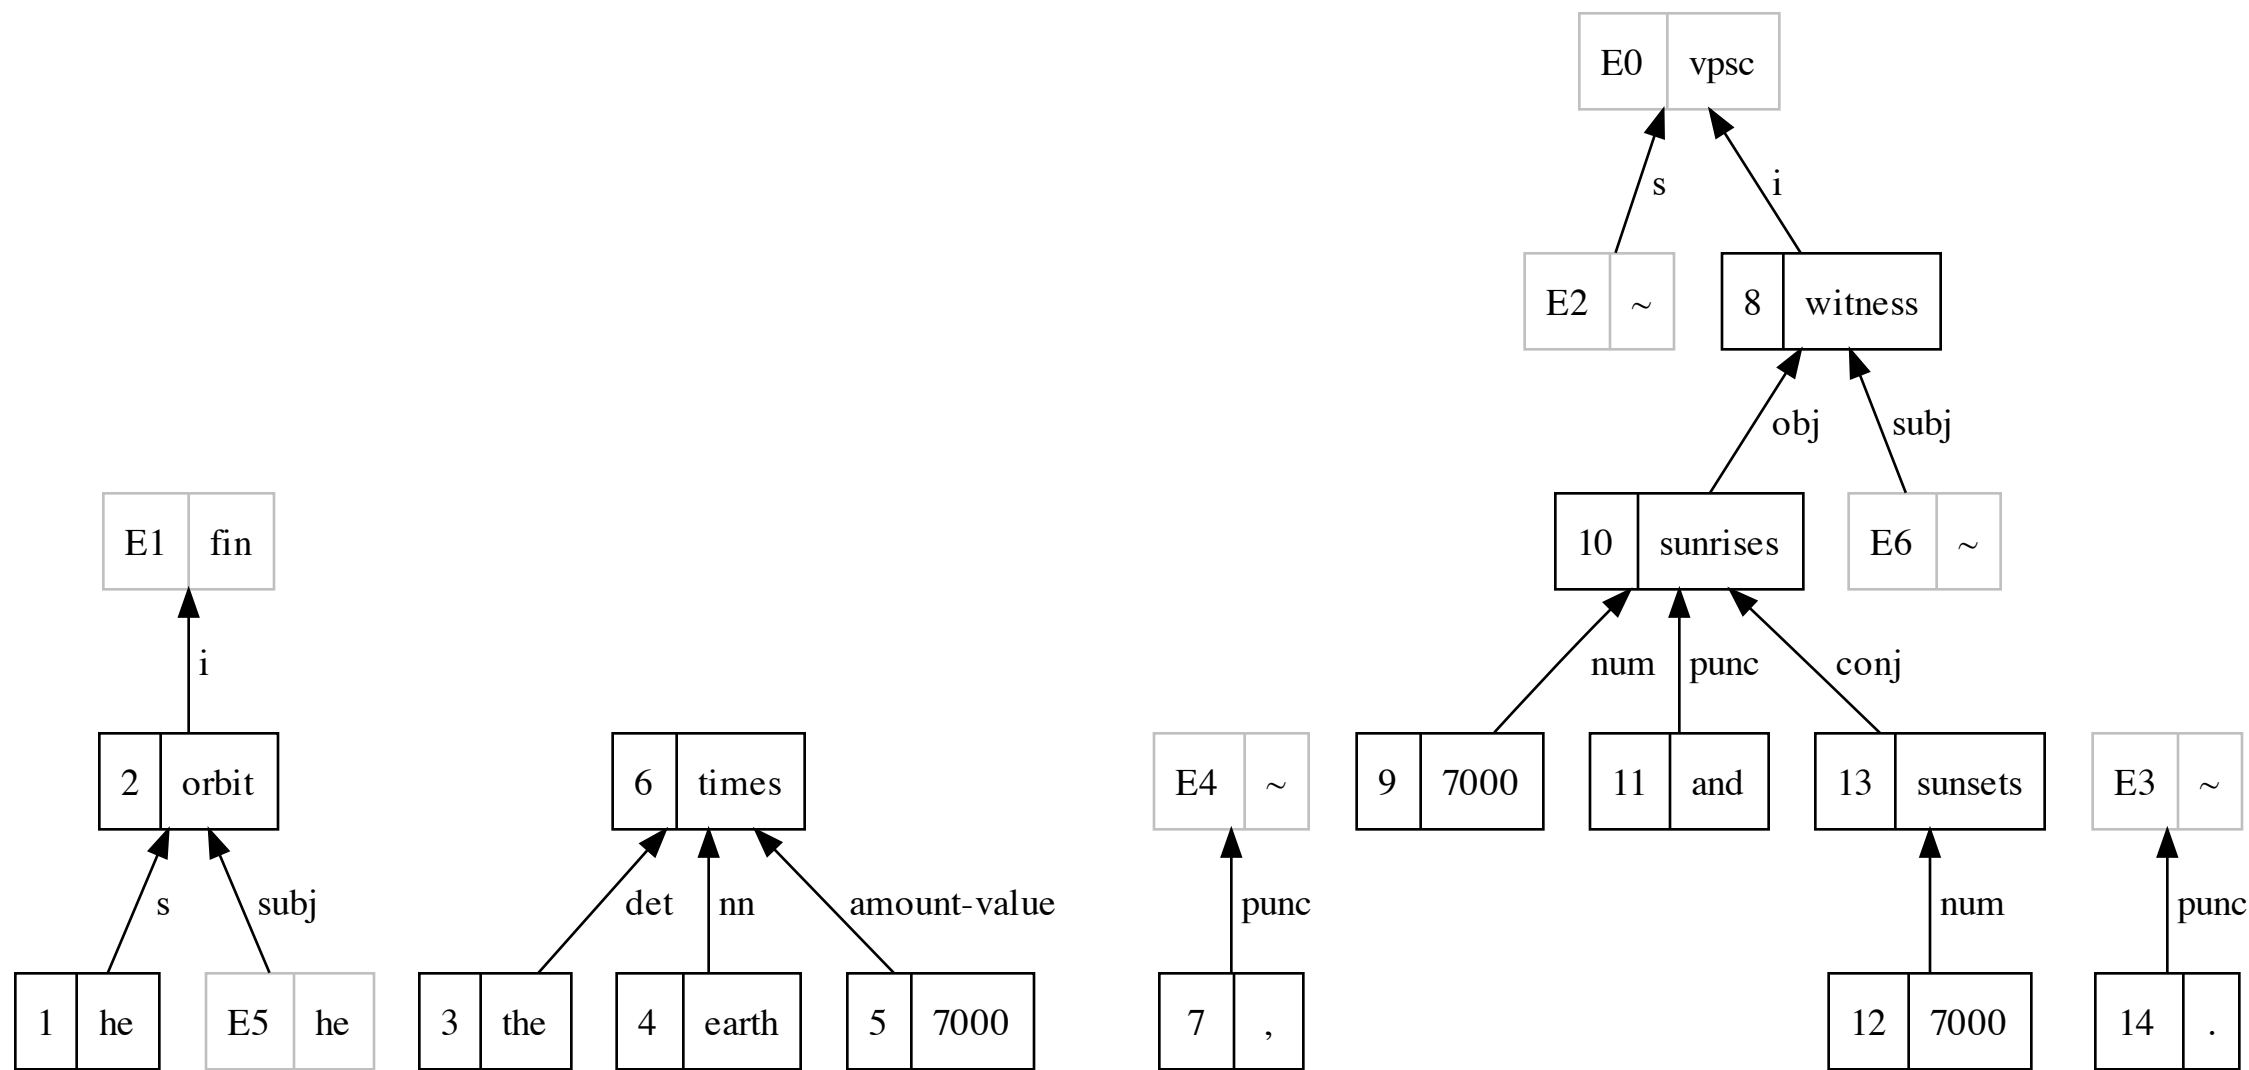 E0 vpsc
s i
E2 ~ 8 witness
obj subj
E1 fin 10 sunrises E6 ~
i num punc conj
2 orbit 6 times E4 ~ 9 7000 11 and 13 sunsets E3 ~
s subj det nn amount-value punc num punc
1 he E5 he 3 the 4 earth 5 7000 7 , 12 7000 14 .